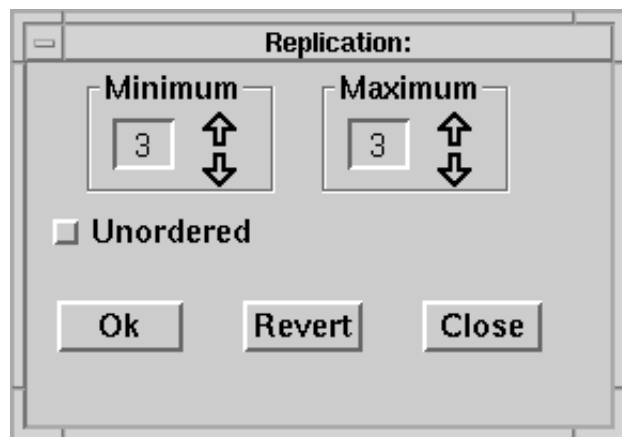 Replication:
Minimum Maximum
3 3
Unordered
Ok Revert Close